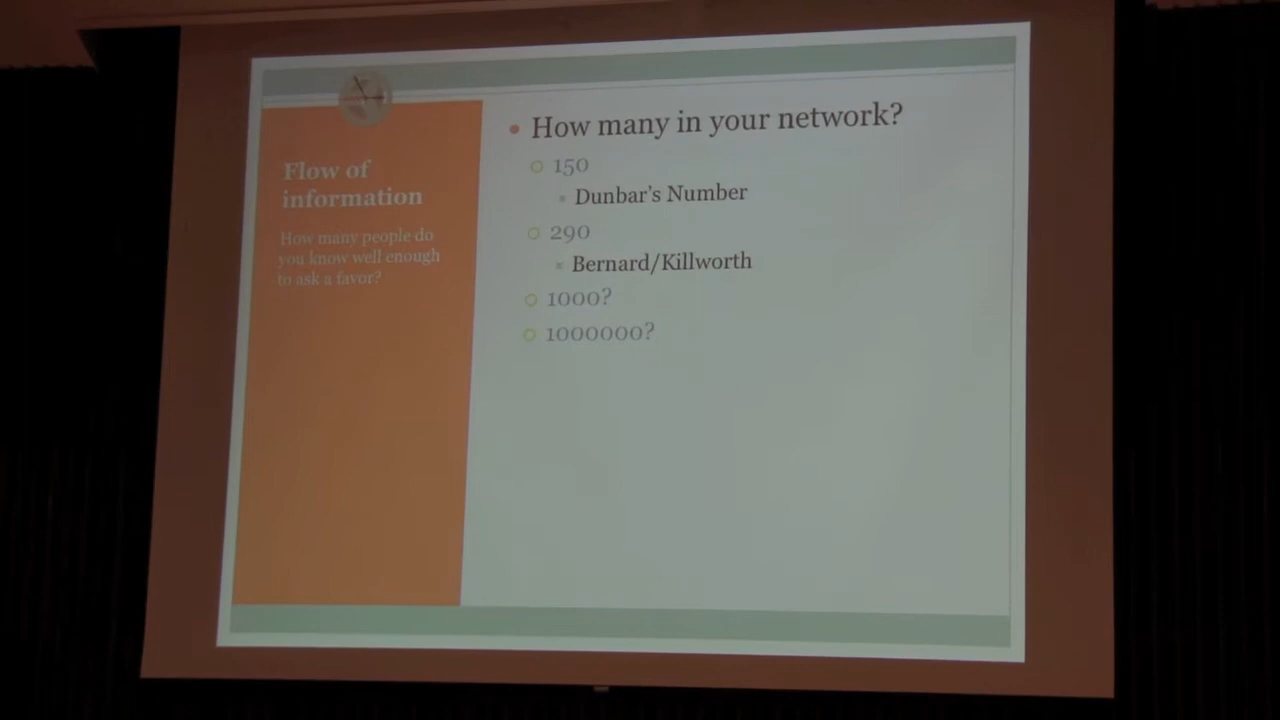 Flow of
information
How many people do
you know well enough
to ask a favor?
How many in your network?
150
Dunbar's Number
290
Bernard/Killworth
1000?
1000000?